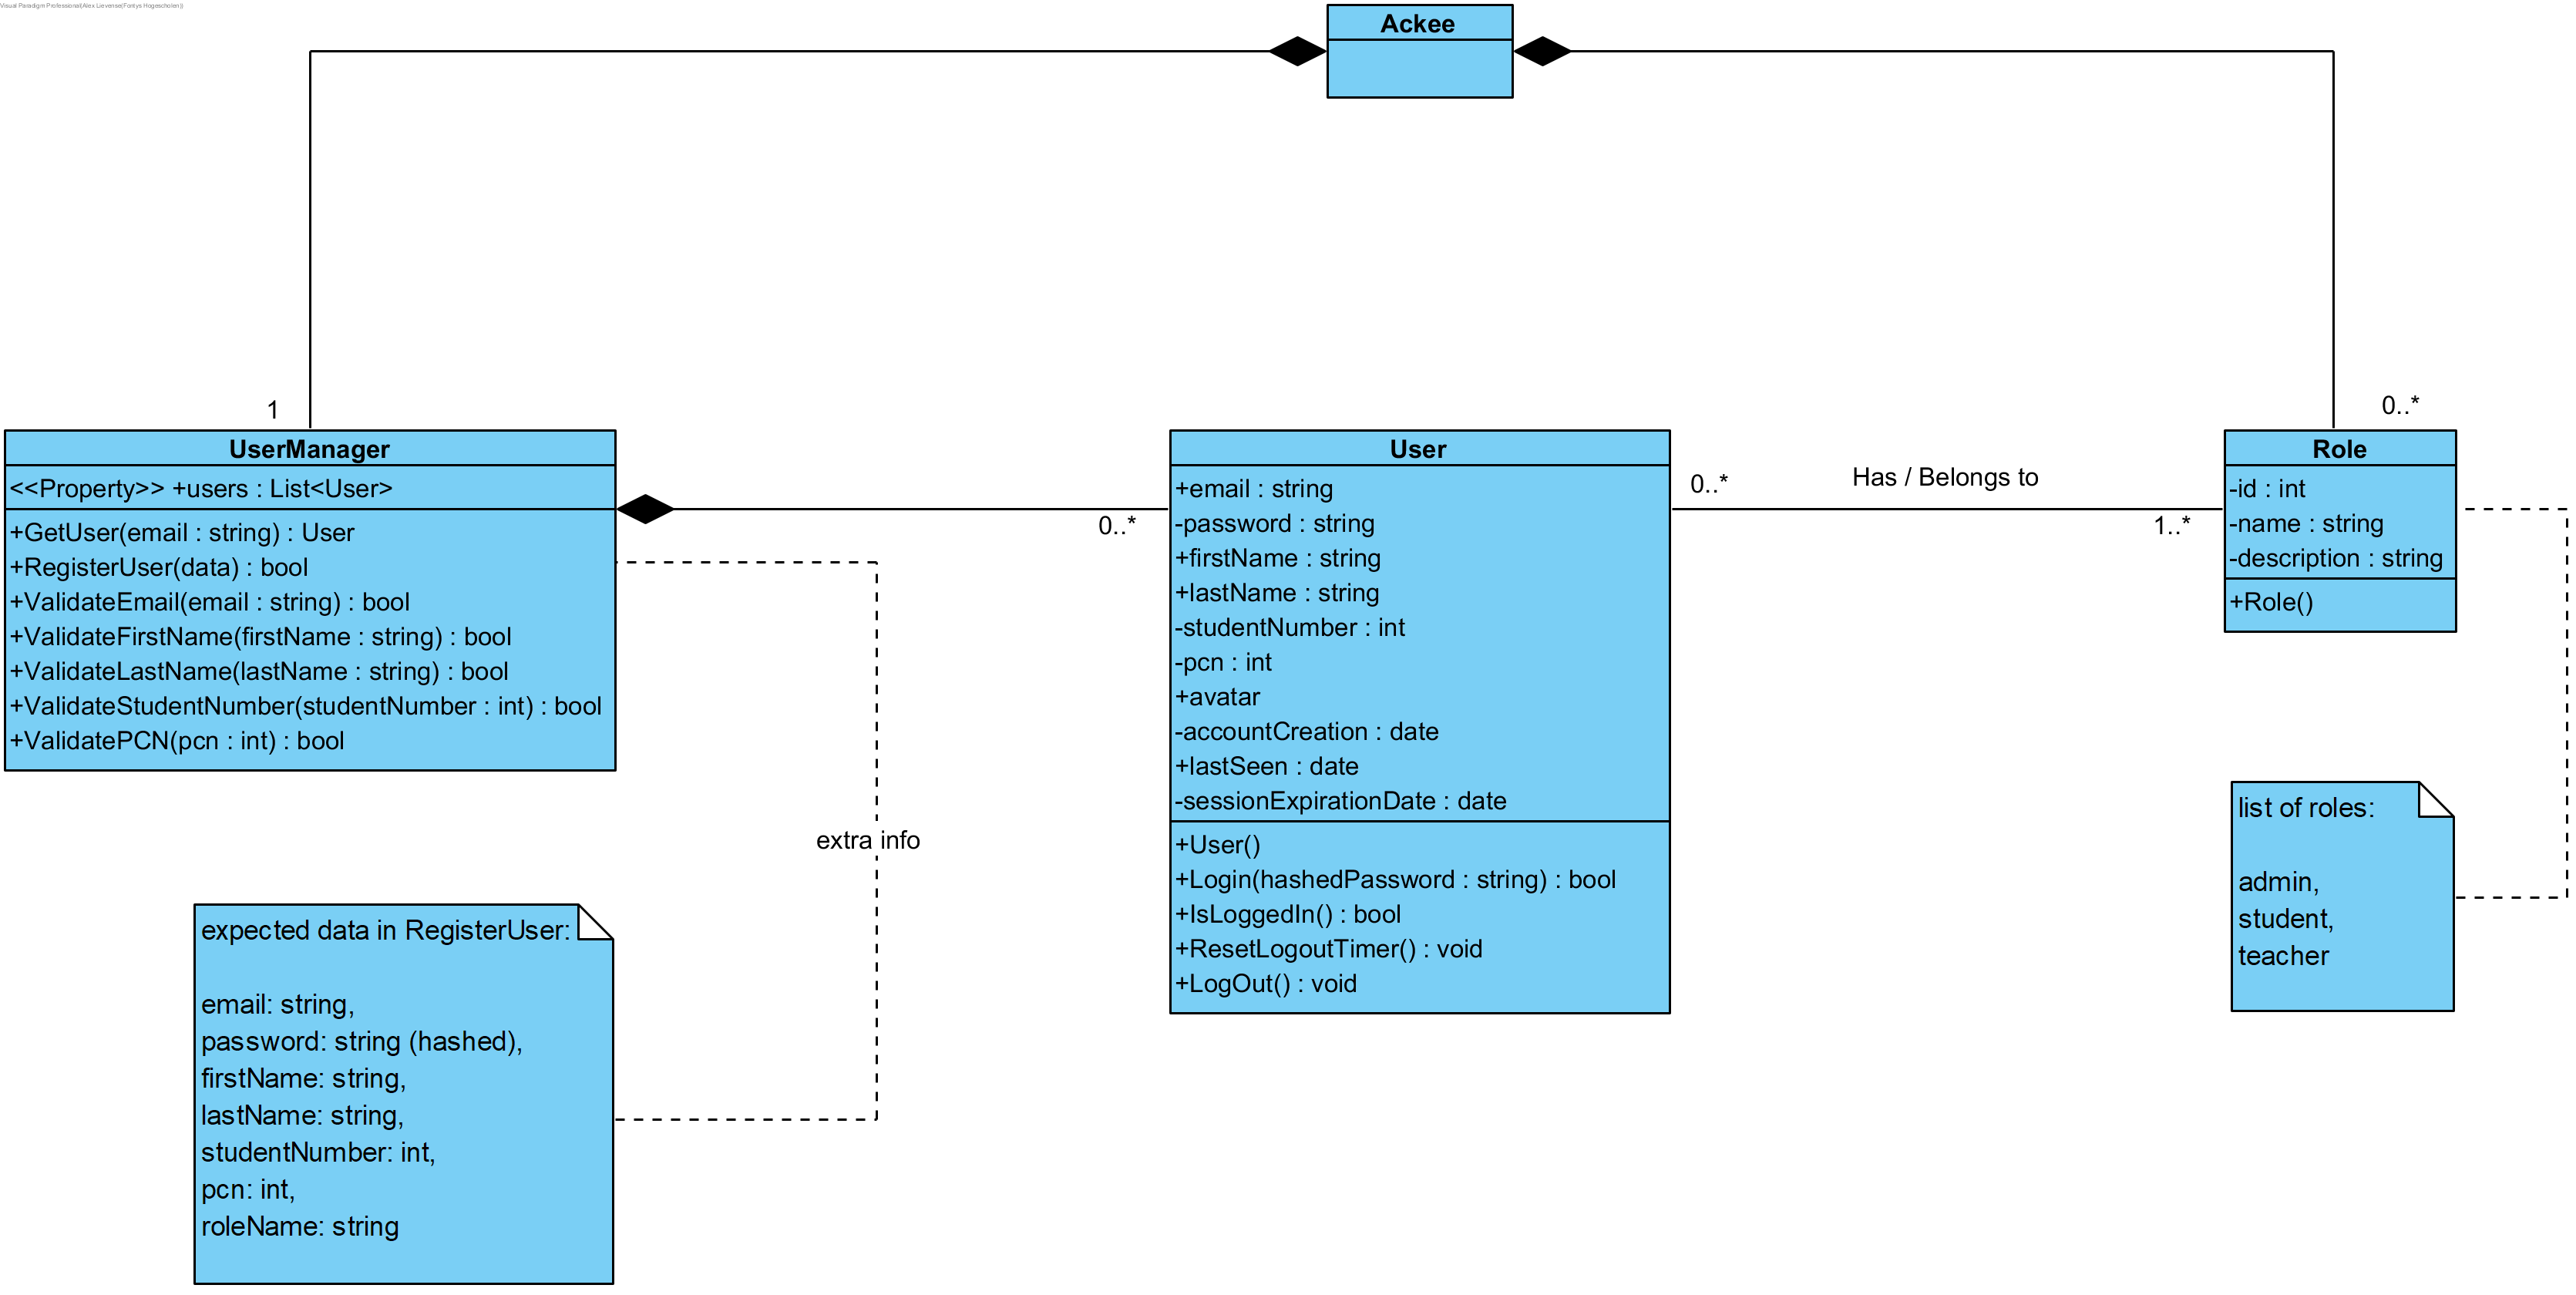 Visual Paradigm Professional(Alex Lievense(Fontys Hogescholen))
Ackee
1
0..*
UserManager
<<Property>> +users : List<User>
+GetUser(email : string) : User
+RegisterUser(data) : bool
+ValidateEmail(email : string) : bool
+ValidateFirstName(firstName : string) : bool
+ValidateLastName(lastName : string) : bool
+ValidateStudentNumber(studentNumber : int) : bool
+ValidatePCN(pcn : int) : bool
0..*
User
+email : string
-password : string
+firstName : string
+lastName : string
-studentNumber : int
-pcn : int
+avatar
-accountCreation : date
+lastSeen : date
-sessionExpirationDate : date
+User()
+Login(hashedPassword : string) : bool
+IsLoggedIn() : bool
+ResetLogoutTimer() : void
+LogOut() : void
0..*
Has / Belongs to
1..*
Role
-id : int
-name : string
-description : string
+Role()
extra info
expected data in RegisterUser:
email: string,
password: string (hashed),
firstName: string,
lastName: string,
studentNumber: int,
pcn: int,
roleName: string
list of roles:
admin,
student,
teacher